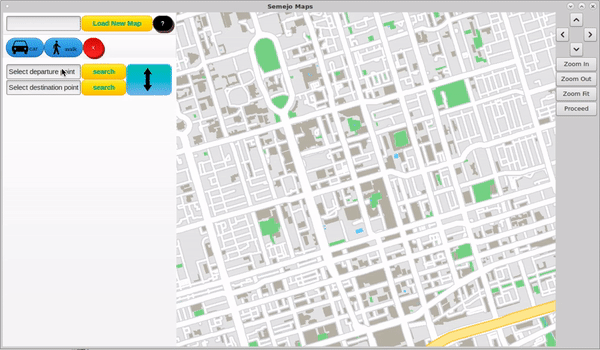 Semejo Maps
Load New Map
?
car
walk
x
Select departure point
search
Select destination point
search
Zoom In
Zoom Out
Zoom Fit
Proceed